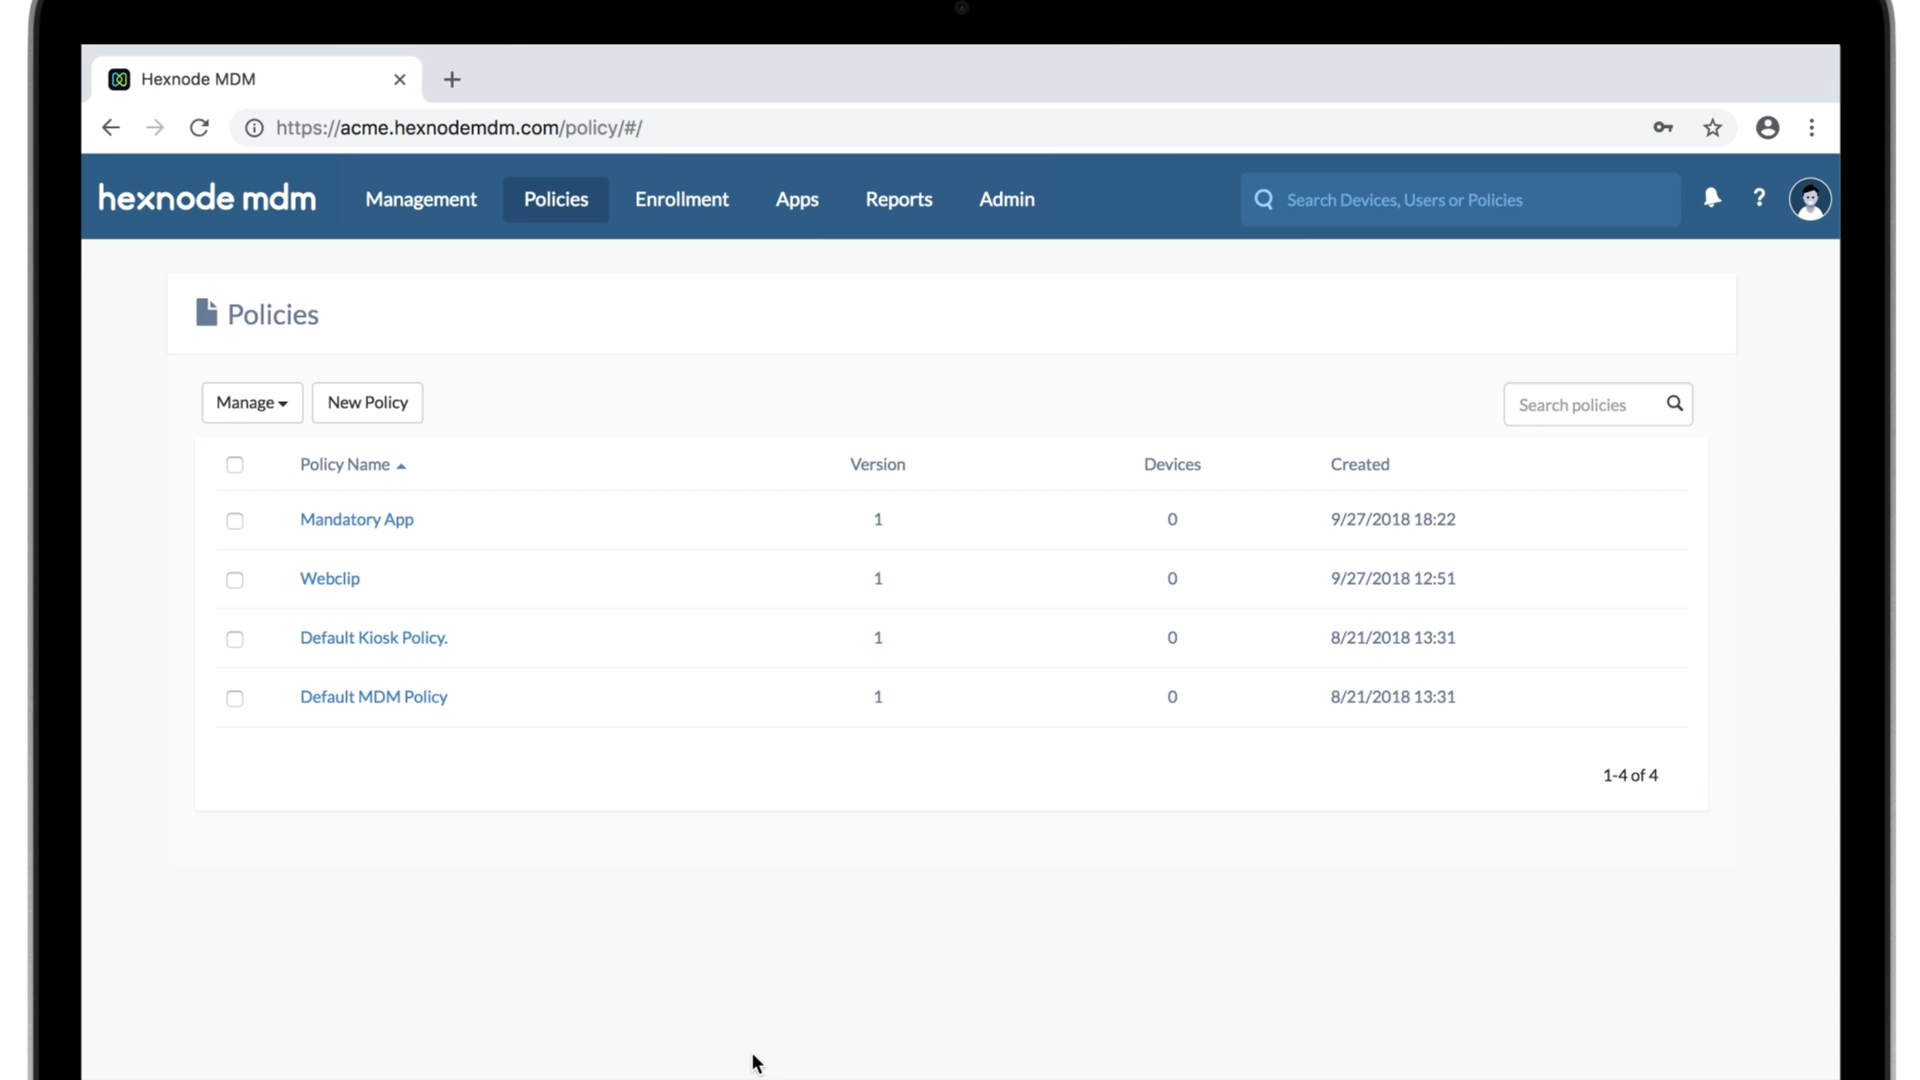 Hexnode MDM
https://acme.hexnodemdm.com/policy/#/
hexnode mdm Management Policies Enrollment Apps Reports Admin Search Devices, Users or Policies ?
Policies
Manage New Policy Search policies
Policy Name Version Devices Created
Mandatory App 1 0 9/27/2018 18:22
Webclip 1 0 9/27/2018 12:51
Default Kiosk Policy. 1 0 8/21/2018 13:31
Default MDM Policy 1 0 8/21/2018 13:31
1-4 of 4